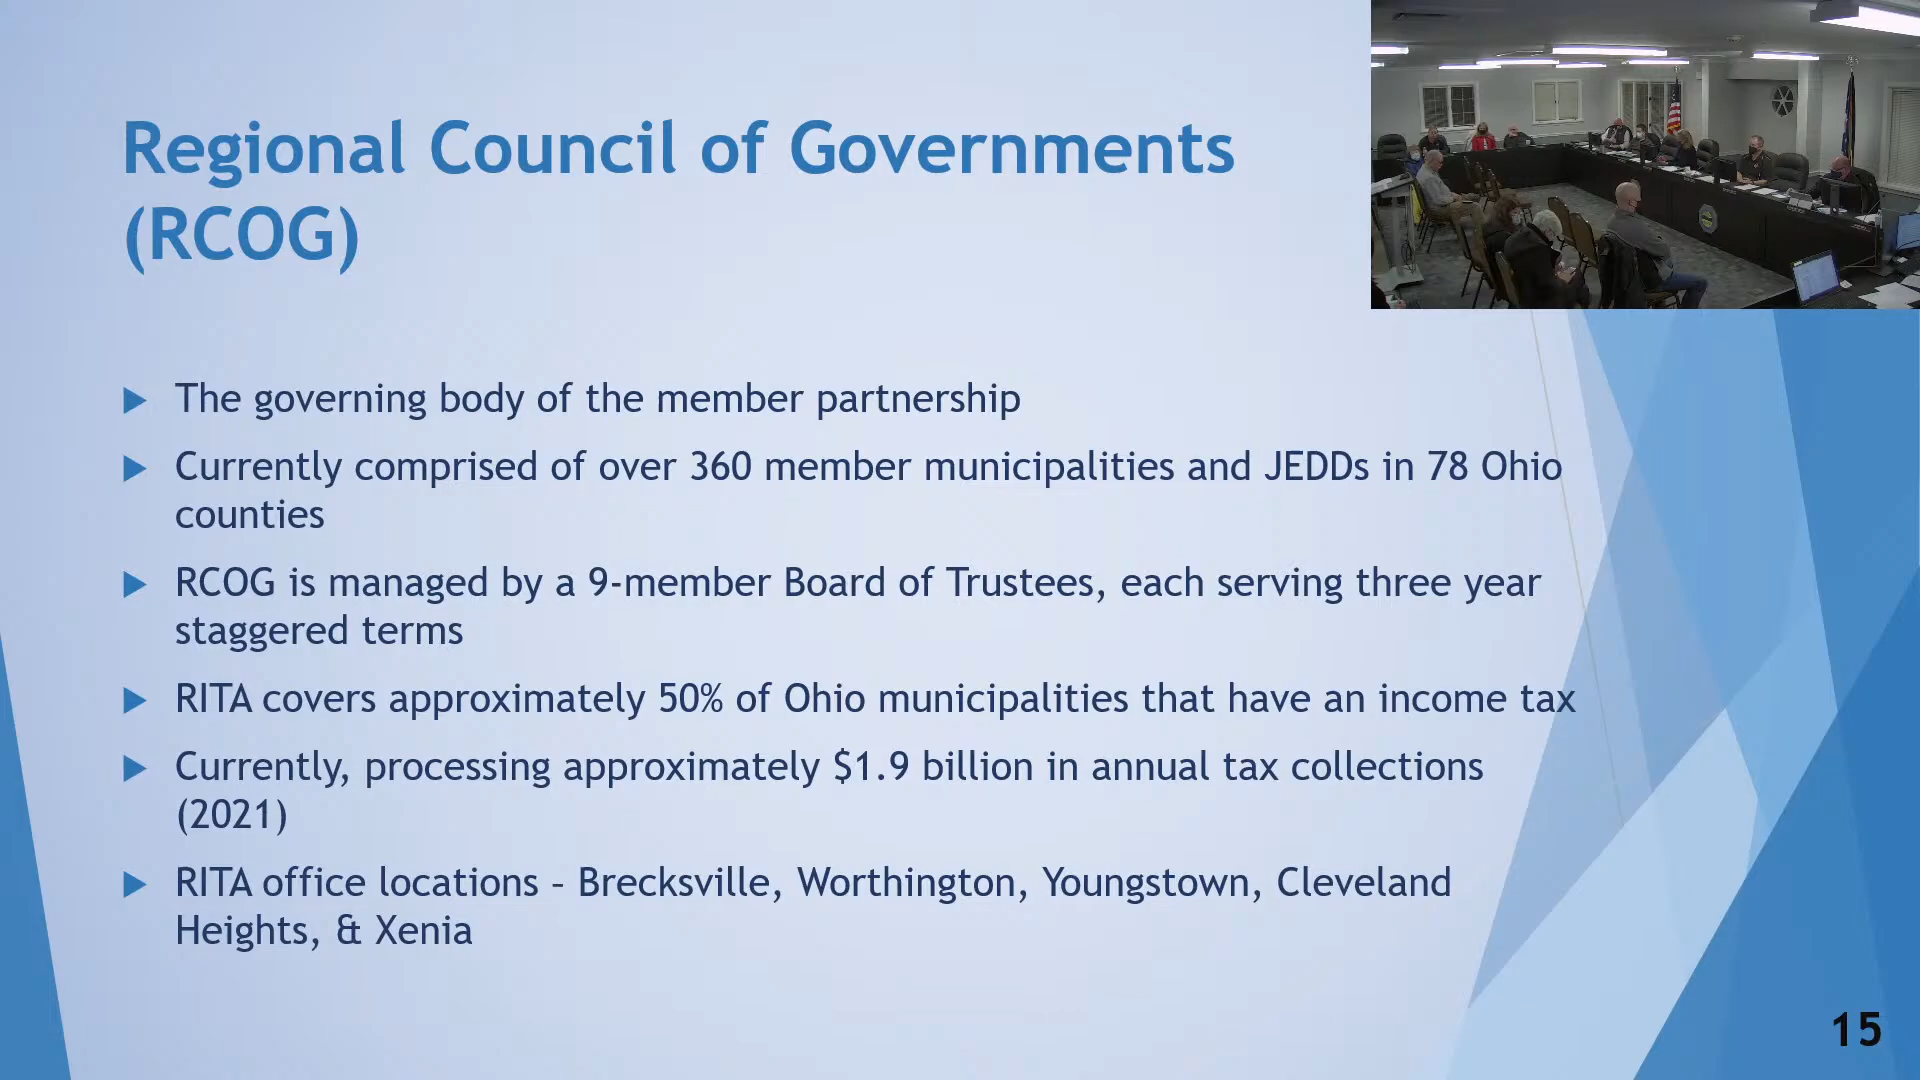 Regional Council of Governments
(RCOG)
The governing body of the member partnership
Currently comprised of over 360 member municipalities and JEDDs in 78 Ohio
counties
RCOG is managed by a 9-member Board of Trustees, each serving three year
staggered terms
RITA covers approximately 50% of Ohio municipalities that have an income tax
Currently, processing approximately $1.9 billion in annual tax collections
(2021)
RITA office locations – Brecksville, Worthington, Youngstown, Cleveland
Heights, & Xenia
15